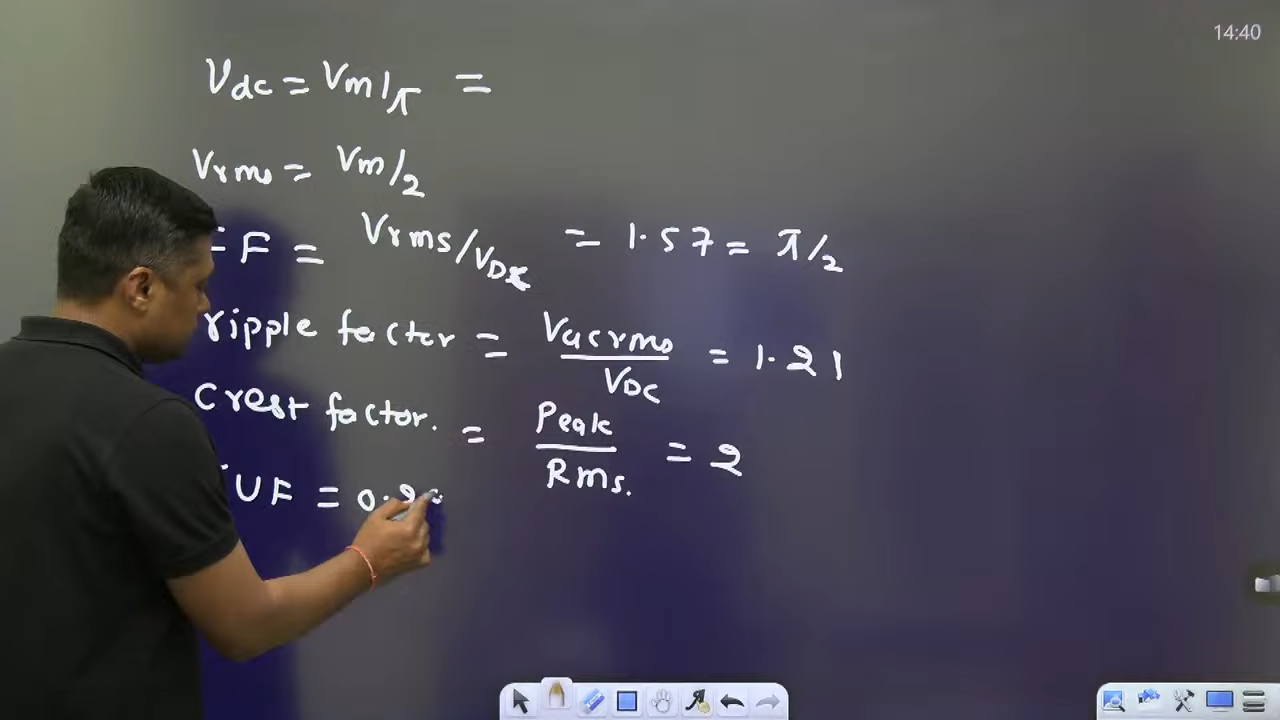 14:40
Vdc = Vm/π =
Vrms = Vm/2
F = Vrms/VDC = 1.57 = π/2
ripple factor = Vacrms / VDC = 1.21
Crest factor. = Peak / Rms. = 2
UF = 0.2